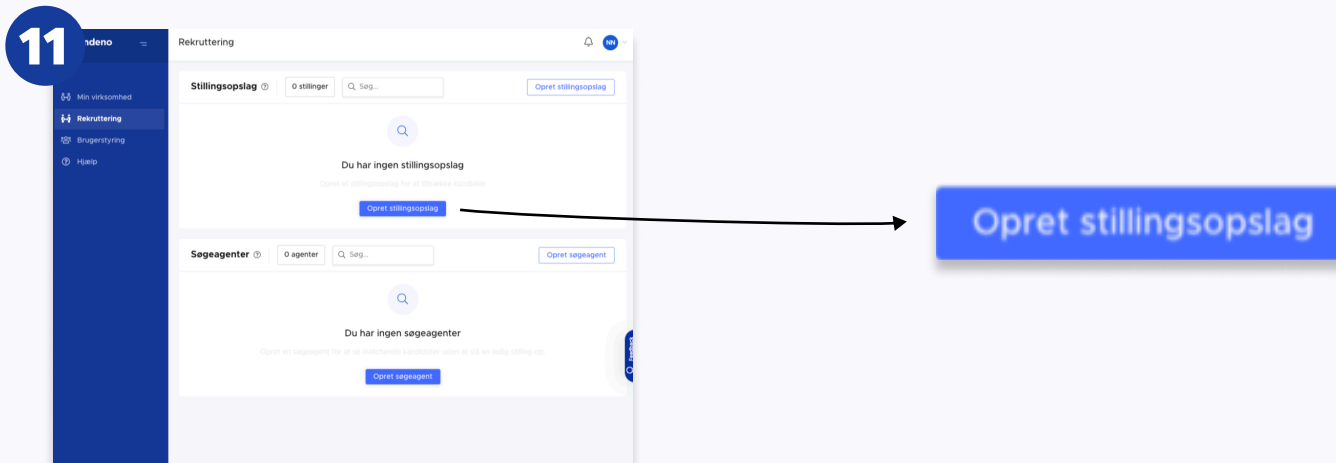 11
ndeno
Rekruttering
NN
Min virksomhed
Rekruttering
Brugerstyring
Hjælp
Stillingsopslag
0 stillinger
Søg...
Opret stillingsopslag
Du har ingen stillingsopslag
Opret stillingsopslag
Opret stillingsopslag
Søgeagenter
0 agenter
Søg...
Opret søgeagent
Du har ingen søgeagenter
Opret søgeagent